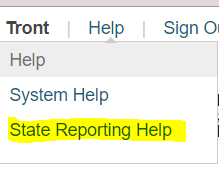 Tront | Help | Sign Ou
Help
System Help
State Reporting Help